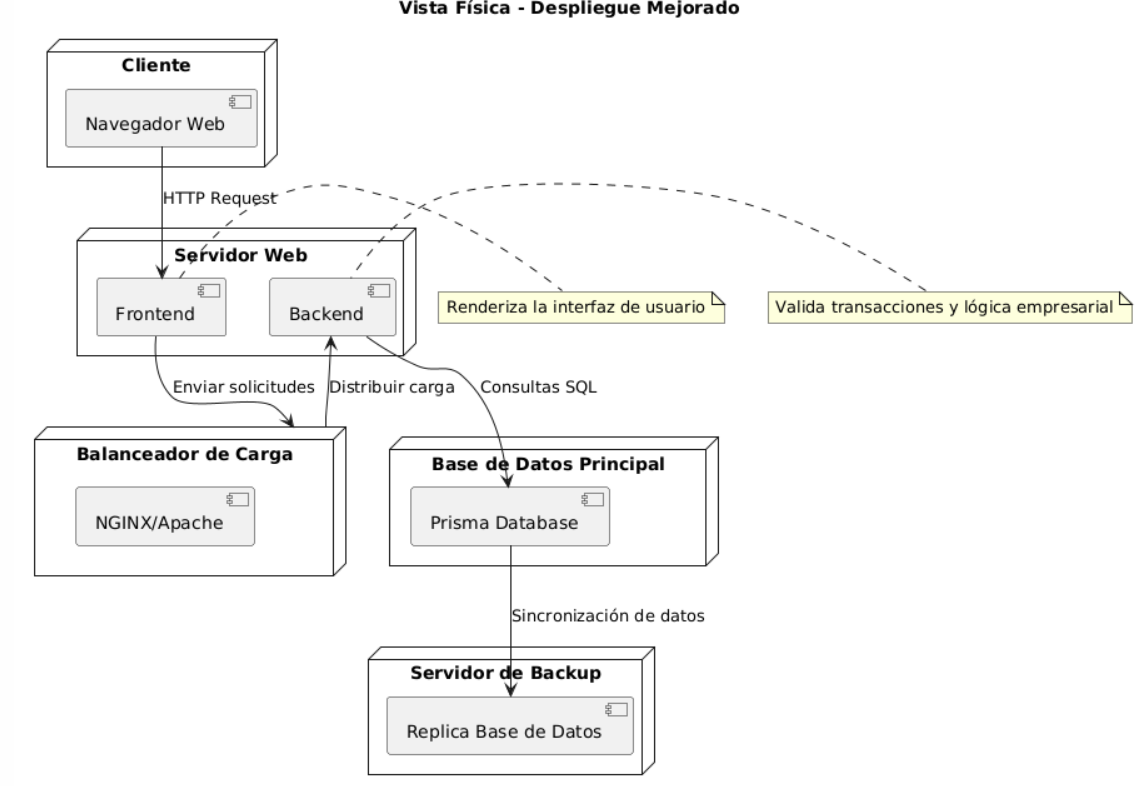 Vista Física - Despliegue Mejorado
Cliente
Navegador Web
HTTP Request
Servidor Web
Frontend
Backend
Renderiza la interfaz de usuario
Valida transacciones y lógica empresarial
Enviar solicitudes
Distribuir carga
Consultas SQL
Balanceador de Carga
NGINX/Apache
Base de Datos Principal
Prisma Database
Sincronización de datos
Servidor de Backup
Replica Base de Datos